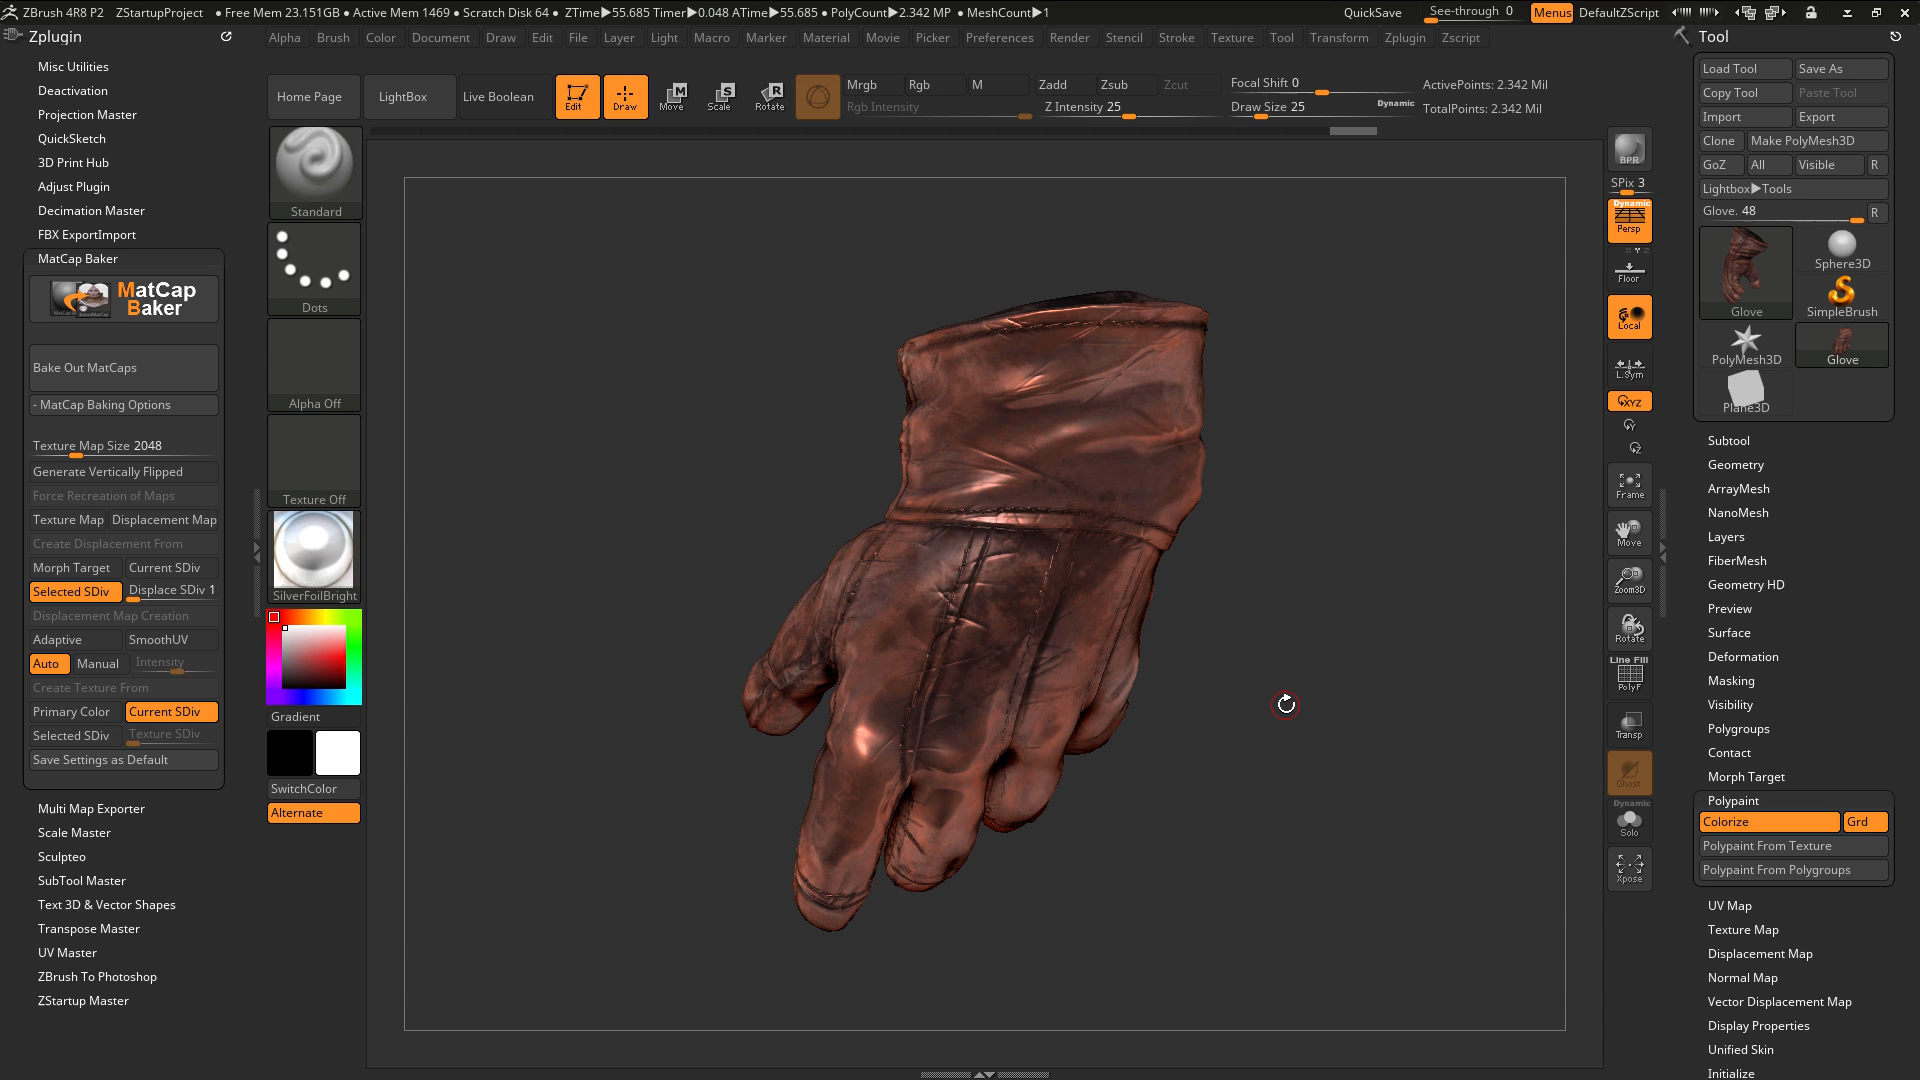 ZBrush 4R8 P2 ZStartupProject ● Free Mem 23.151GB ● Active Mem 1469 ● Scratch Disk 64 ● ZTime▶55.685 Timer▶0.048 ATime▶55.685 ● PolyCount▶2.342 MP ● MeshCount▶1 QuickSave See-through 0 Menus DefaultZScript
Zplugin
Alpha Brush Color Document Draw Edit File Layer Light Macro Marker Material Movie Picker Preferences Render Stencil Stroke Texture Tool Transform Zplugin Zscript
Tool
Misc Utilities
Deactivation
Projection Master
QuickSketch
3D Print Hub
Adjust Plugin
Decimation Master
FBX ExportImport
MatCap Baker
MatCap
Baker
Bake Out MatCaps
- MatCap Baking Options
Texture Map Size 2048
Generate Vertically Flipped
Force Recreation of Maps
Texture Map Displacement Map
Create Displacement From
Morph Target Current SDiv
Selected SDiv Displace SDiv 1
Displacement Map Creation
Adaptive SmoothUV
Auto Manual Intensity
Create Texture From
Primary Color Current SDiv
Selected SDiv Texture SDiv
Save Settings as Default
Multi Map Exporter
Scale Master
Sculpteo
SubTool Master
Text 3D & Vector Shapes
Transpose Master
UV Master
ZBrush To Photoshop
ZStartup Master
Home Page LightBox Live Boolean Edit Draw Move Scale Rotate
M S R
Mrgb Rgb M Zadd Zsub Zcut Focal Shift 0 ActivePoints: 2.342 Mil
Rgb Intensity Z Intensity 25 Draw Size 25 Dynamic TotalPoints: 2.342 Mil
Standard
Dots
Alpha Off
Texture Off
SilverFoilBright
Gradient
SwitchColor
Alternate
BPR
SPix 3
Dynamic
Persp
Floor
Local
L.Sym
XYZ
Y
Z
Frame
Move
Zoom3D
Rotate
Line Fill
PolyF
Transp
Ghost
Dynamic
Solo
Xpose
Load Tool Save As
Copy Tool Paste Tool
Import Export
Clone Make PolyMesh3D
GoZ All Visible R
Lightbox▶Tools
Glove. 48 R
Glove Sphere3D
SimpleBrush
PolyMesh3D Glove
Plane3D
Subtool
Geometry
ArrayMesh
NanoMesh
Layers
FiberMesh
Geometry HD
Preview
Surface
Deformation
Masking
Visibility
Polygroups
Contact
Morph Target
Polypaint
Colorize Grd
Polypaint From Texture
Polypaint From Polygroups
UV Map
Texture Map
Displacement Map
Normal Map
Vector Displacement Map
Display Properties
Unified Skin
Initialize